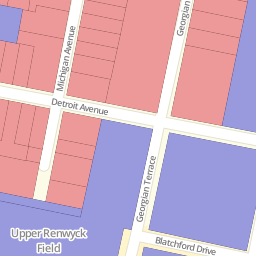 Michigan Avenue
Georgian
Detroit Avenue
Georgian Terrace
Upper Renwyck
Field
Blatchford Drive